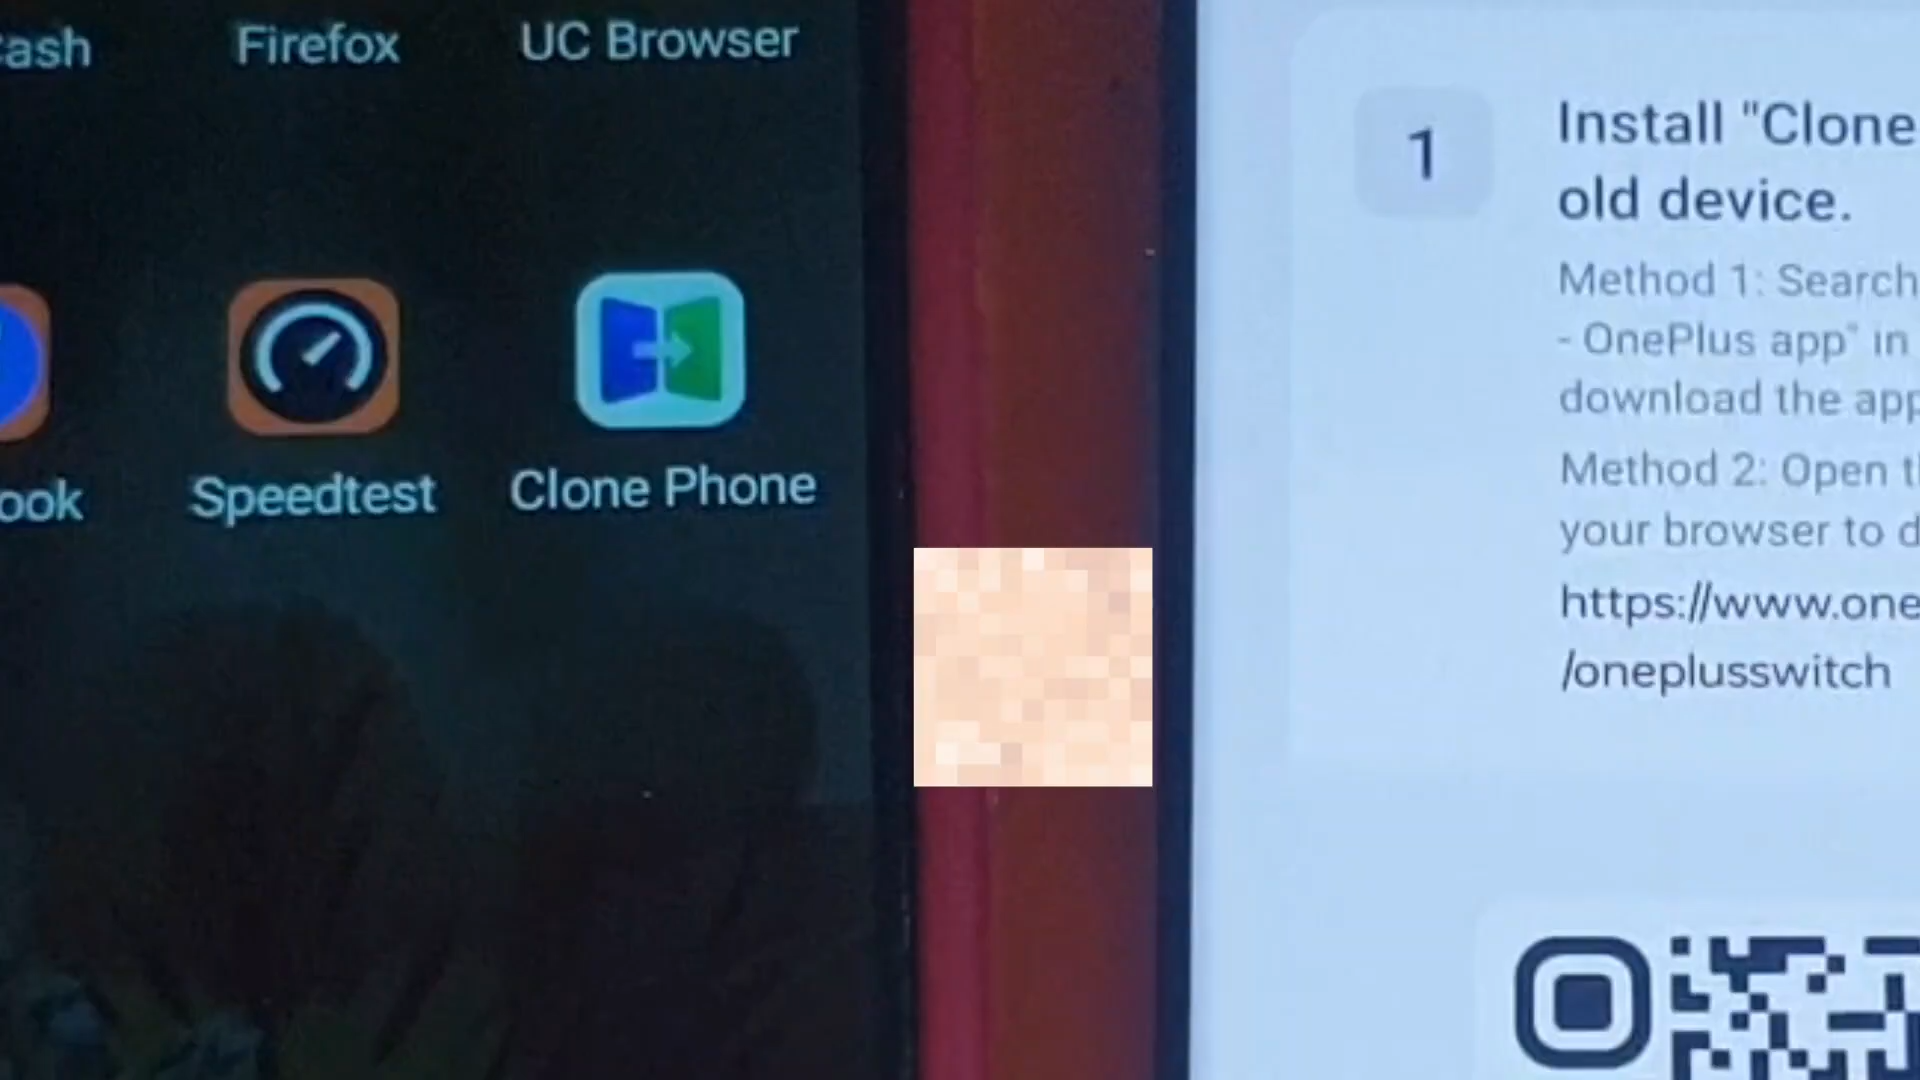 Firefox
UC Browser
Speedtest
Clone Phone
1
Install "Clone
old device.
Method 1: Search
- OnePlus app" in
download the app
Method 2: Open
your browser to
https://www.one
/oneplusswitch